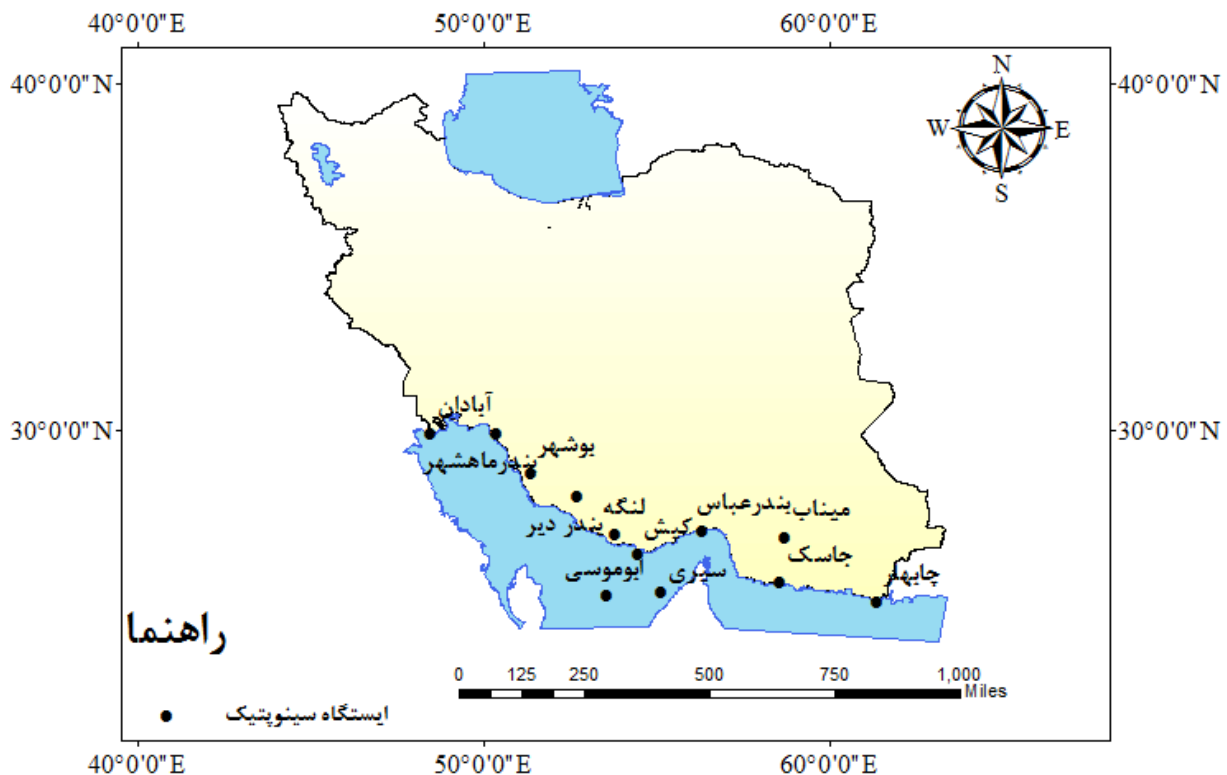 40°0'0"E 50°0'0"E 60°0'0"E
40°0'0"N 40°0'0"N
N
W E
S
آبادان
30°0'0"N 30°0'0"N
بوشهر
بندرماهشهر
میناب بندرعباس لنگه
کیش بندر دیر
جاسک
سیری ابوموسی
چابهار
راهنما
0 125 250 500 750 1,000
Miles
ایستگاه سینوپتیک
40°0'0"E 50°0'0"E 60°0'0"E